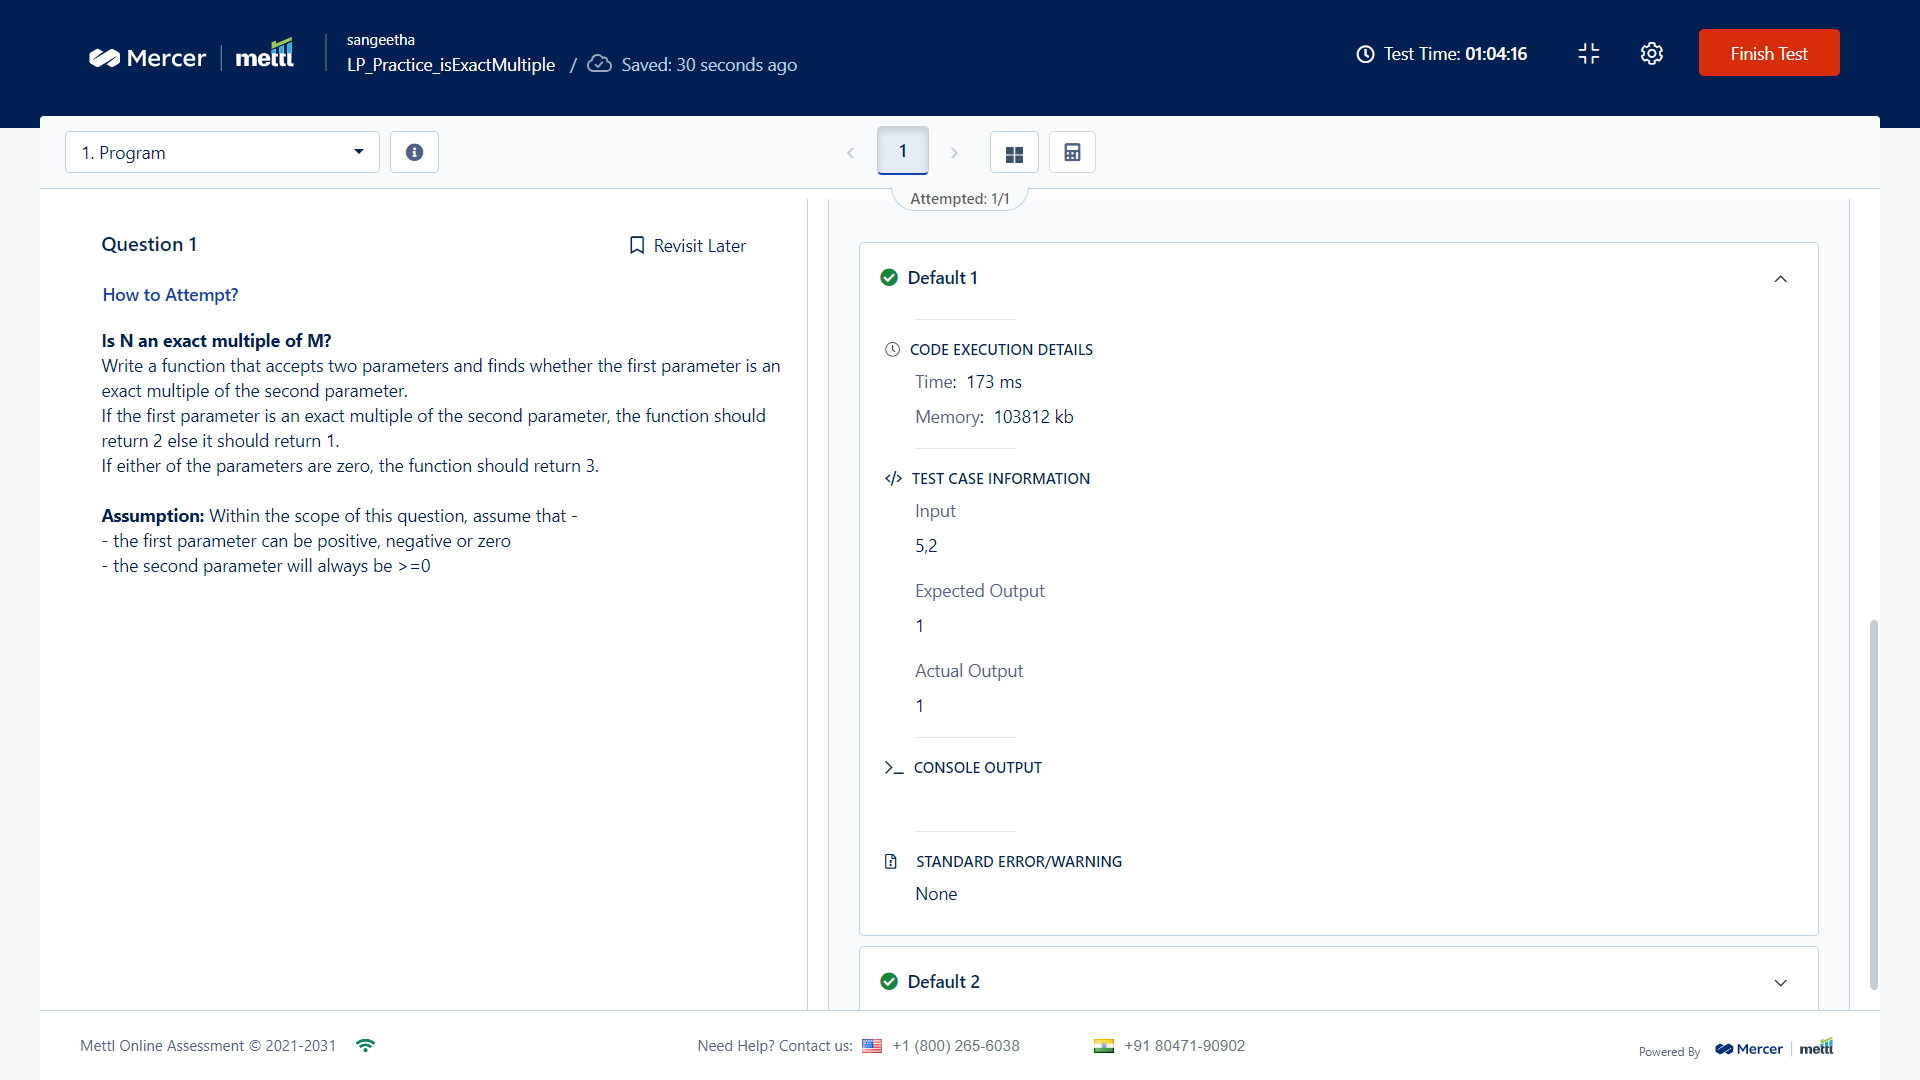 Mercer
mettl
sangeetha
LP_Practice_isExactMultiple / Saved: 30 seconds ago
Test Time: 01:04:16
Finish Test
1. Program
1
Attempted: 1/1
Question 1
Revisit Later
How to Attempt?
Is N an exact multiple of M?
Write a function that accepts two parameters and finds whether the first parameter is an
exact multiple of the second parameter.
If the first parameter is an exact multiple of the second parameter, the function should
return 2 else it should return 1.
If either of the parameters are zero, the function should return 3.
Assumption: Within the scope of this question, assume that -
- the first parameter can be positive, negative or zero
- the second parameter will always be >=0
Default 1
CODE EXECUTION DETAILS
Time: 173 ms
Memory: 103812 kb
</> TEST CASE INFORMATION
Input
5,2
Expected Output
1
Actual Output
1
CONSOLE OUTPUT
STANDARD ERROR/WARNING
None
Default 2
Mettl Online Assessment © 2021-2031
Need Help? Contact us: +1 (800) 265-6038
+91 80471-90902
Powered By
Mercer
mettl